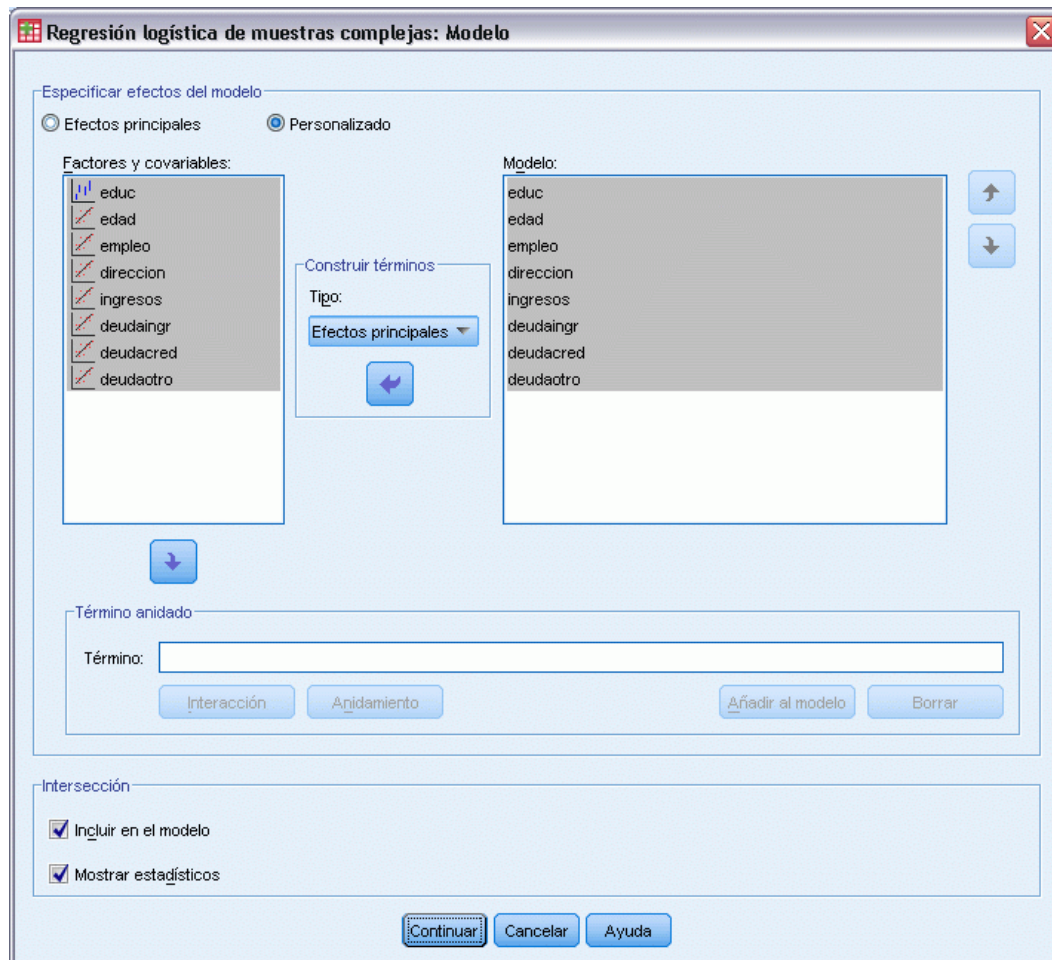 Regresión logística de muestras complejas: Modelo
Especificar efectos del modelo
Efectos principales
Personalizado
Factores y covariables:
educ
edad
empleo
direccion
ingresos
deudaingr
deudacred
deudaotro
Construir términos
Tipo:
Efectos principales
Modelo:
educ
edad
empleo
direccion
ingresos
deudaingr
deudacred
deudaotro
Término anidado
Término:
Interacción
Anidamiento
Añadir al modelo
Borrar
Intersección
Incluir en el modelo
Mostrar estadísticos
Continuar
Cancelar
Ayuda